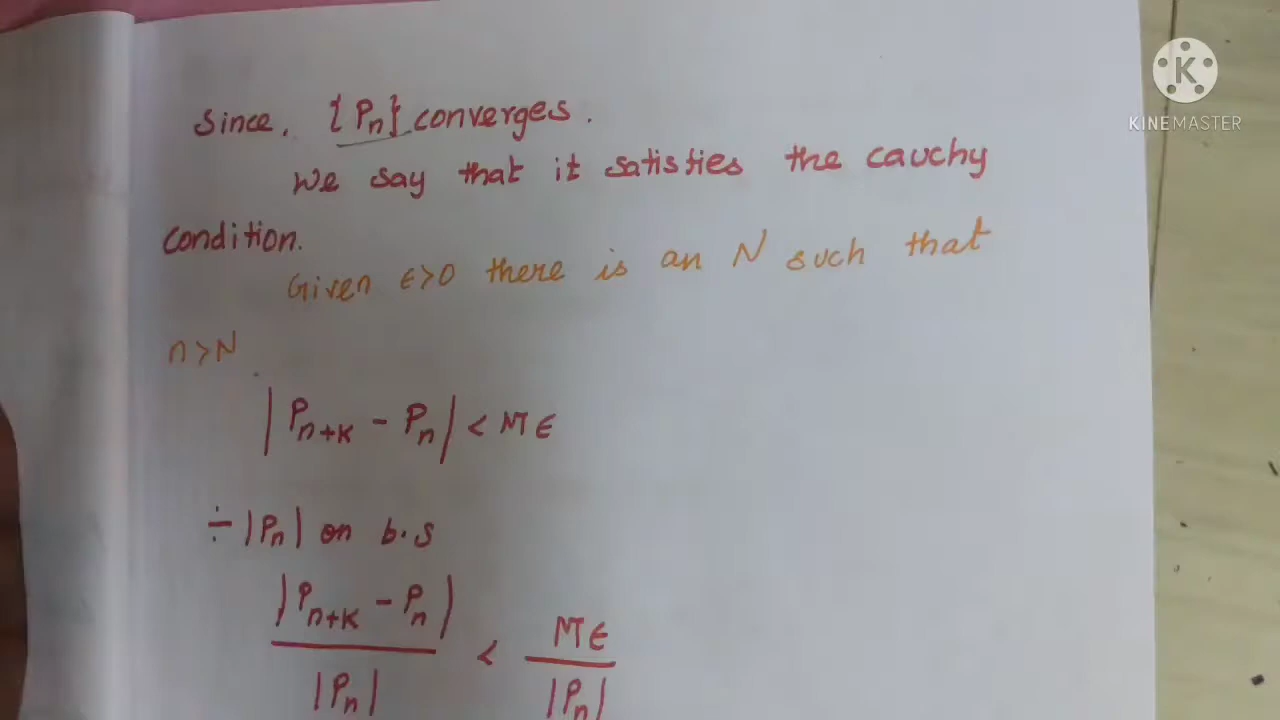 Since, {Pn} converges.
We say that it satisties the cauchy
condition.
Given ϵ>0 there is an N such that
n>N
|Pn+k - Pn| < Mϵ
÷ |Pn| on b.s
|Pn+k - Pn| / |Pn| < Mϵ / |Pn|
KINEMASTER